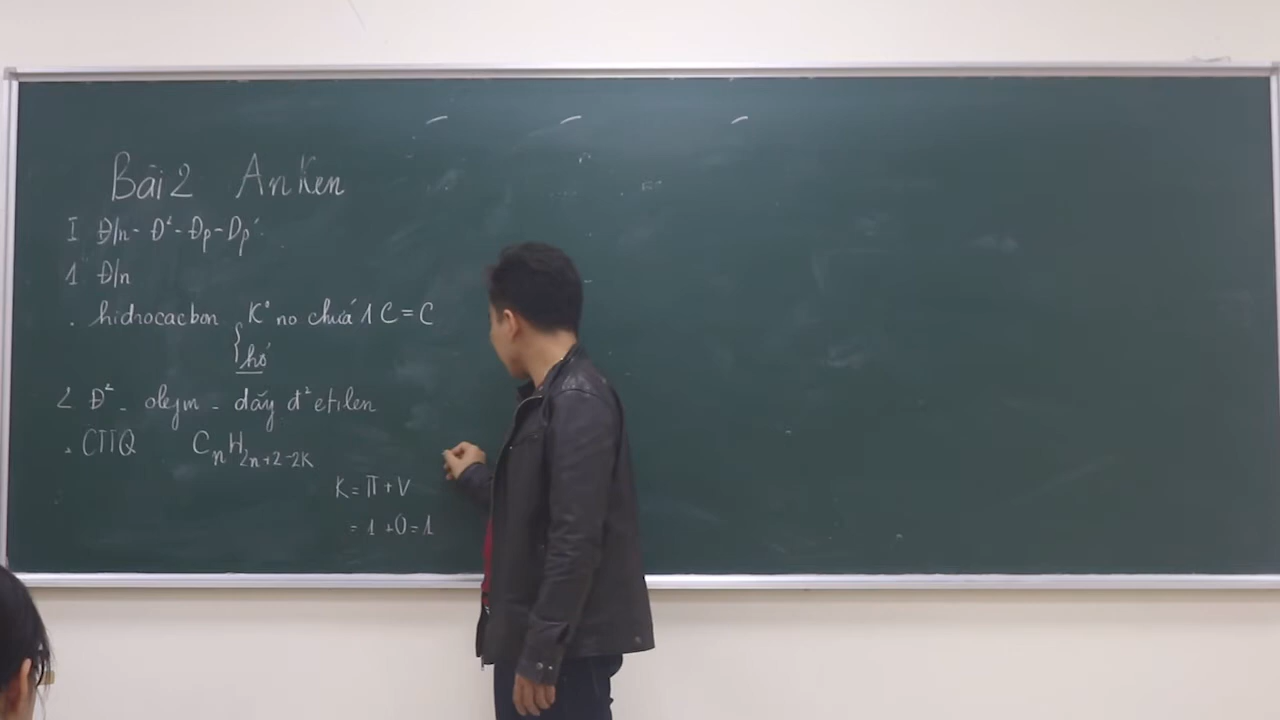 Bài 2 AnKen
I Đ/n - Đ² - Đp - Dp'
1 Đ/n
. hidrocacbon K° no chứa 1 C = C
{ hở
2 Đ² - olefin - dãy đ² etilen
. CTTQ CₙH₂ₙ₊₂₋₂K
K = π + V
= 1 + 0 = 1